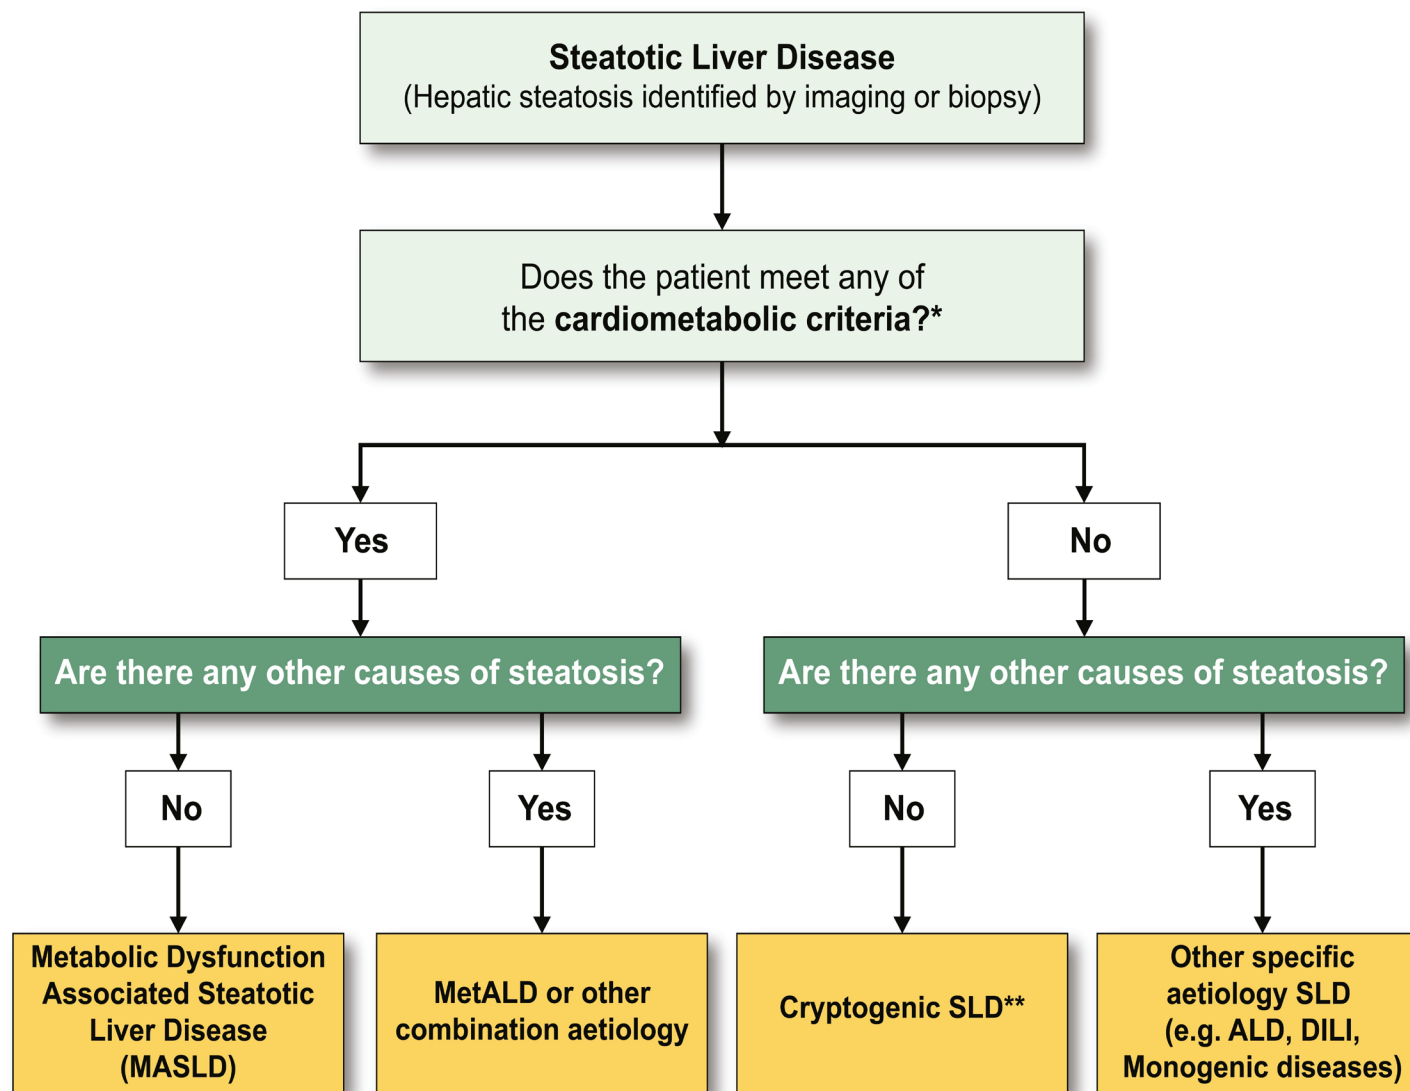 Steatotic Liver Disease
(Hepatic steatosis identified by imaging or biopsy)
Does the patient meet any of
the cardiometabolic criteria?*
Yes
No
Are there any other causes of steatosis?
Are there any other causes of steatosis?
No
Yes
No
Yes
Metabolic Dysfunction
Associated Steatotic
Liver Disease
(MASLD)
MetALD or other
combination aetiology
Cryptogenic SLD**
Other specific
aetiology SLD
(e.g. ALD, DILI,
Monogenic diseases)